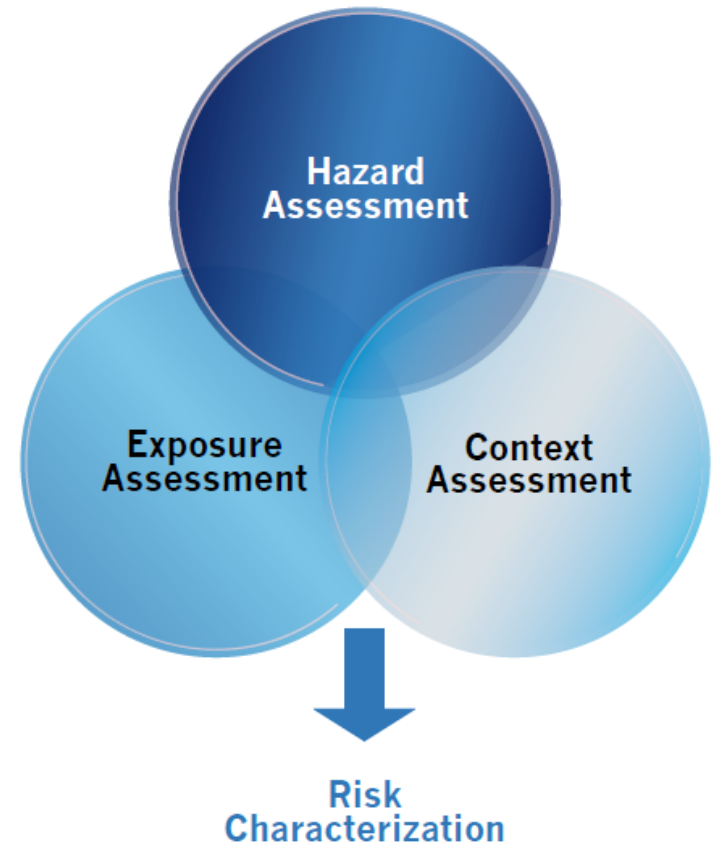 Hazard
Assessment
Exposure
Assessment
Context
Assessment
Risk
Characterization